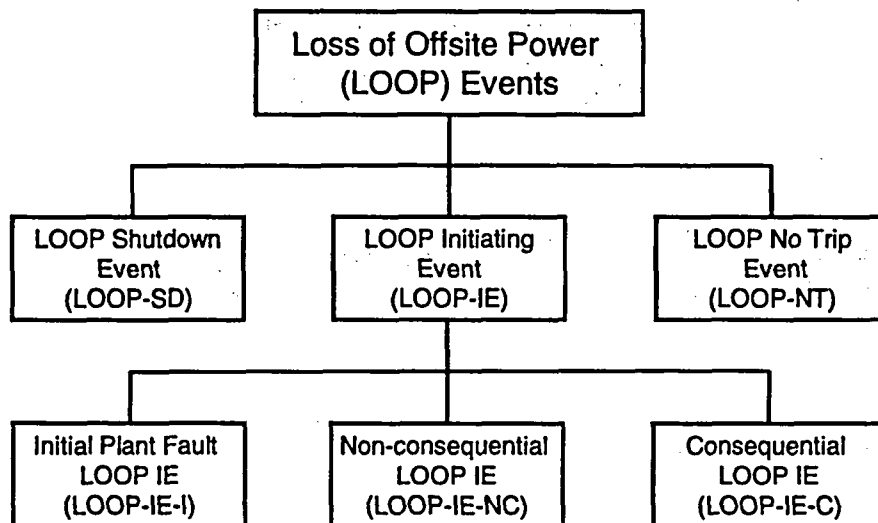 Loss of Offsite Power
(LOOP) Events
LOOP Shutdown
Event
(LOOP-SD)
LOOP Initiating
Event
(LOOP-IE)
LOOP No Trip
Event
(LOOP-NT)
Initial Plant Fault
LOOP IE
(LOOP-IE-I)
Non-consequential
LOOP IE
(LOOP-IE-NC)
Consequential
LOOP IE
(LOOP-IE-C)